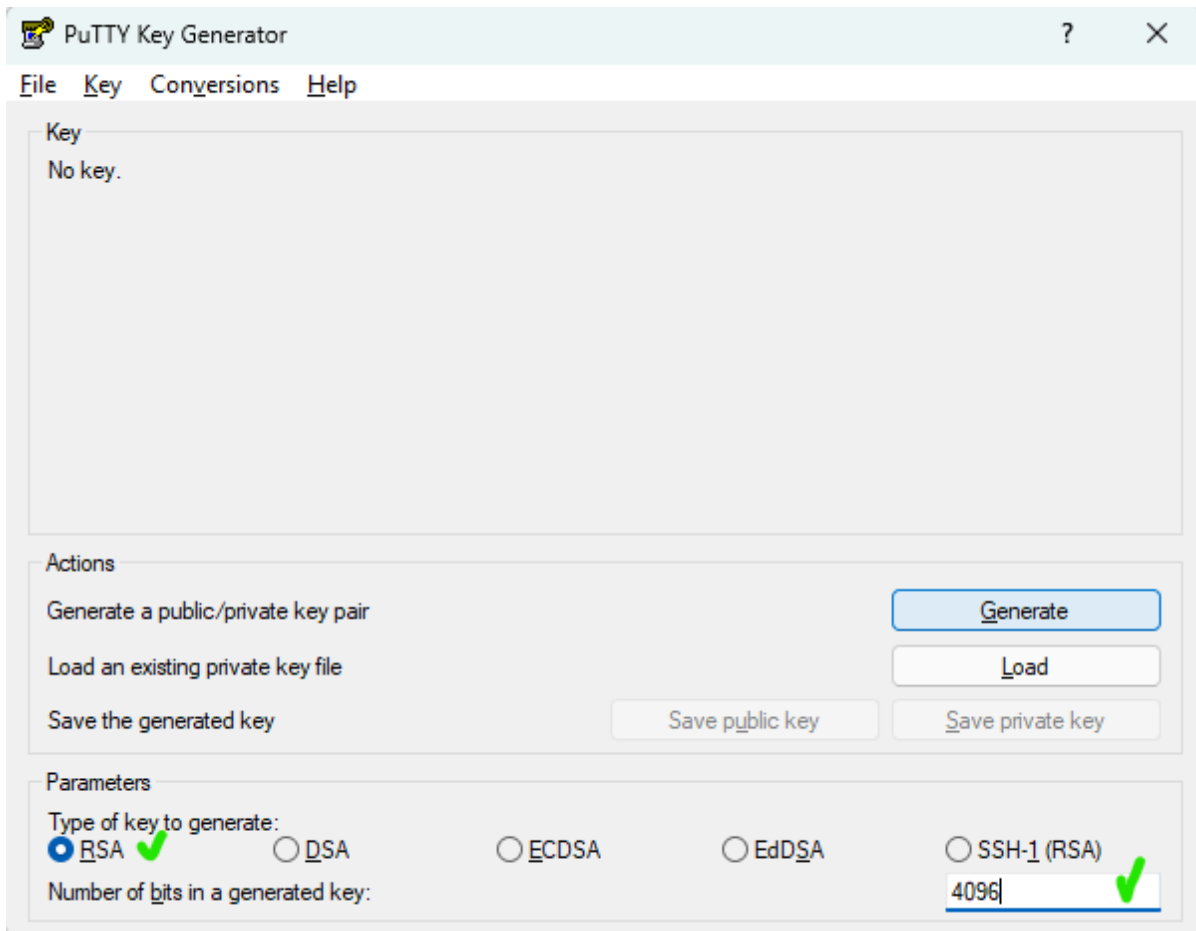 PuTTY Key Generator ?
File Key Conversions Help
Key
No key.
Actions
Generate a public/private key pair Generate
Load an existing private key file Load
Save the generated key Save public key Save private key
Parameters
Type of key to generate:
RSA DSA ECDSA EdDSA SSH-1 (RSA)
Number of bits in a generated key: 4096